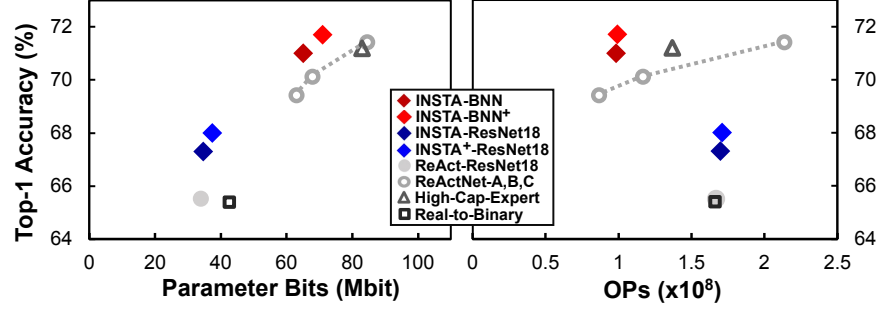 Top-1 Accuracy (%)
72
70
68
66
64
0
20
40
60
80
100
Parameter Bits (Mbit)
INSTA-BNN
INSTA-BNN⁺
INSTA-ResNet18
INSTA⁺-ResNet18
ReAct-ResNet18
ReActNet-A,B,C
High-Cap-Expert
Real-to-Binary
72
70
68
66
64
0
0.5
1
1.5
2
2.5
OPs (x10⁸)